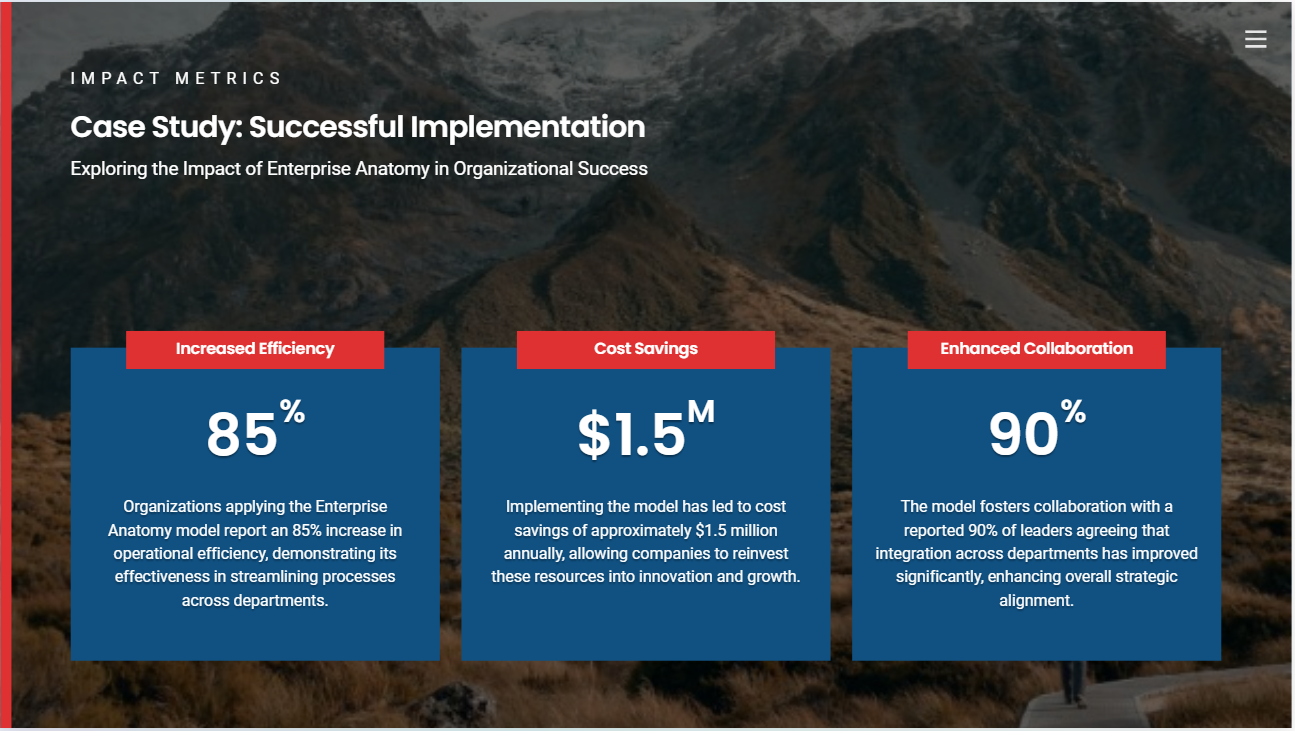 IMPACT METRICS
Case Study: Successful Implementation
Exploring the Impact of Enterprise Anatomy in Organizational Success
Increased Efficiency
85%
Organizations applying the Enterprise
Anatomy model report an 85% increase in
operational efficiency, demonstrating its
effectiveness in streamlining processes
across departments.
Cost Savings
$1.5M
Implementing the model has led to cost
savings of approximately $1.5 million
annually, allowing companies to reinvest
these resources into innovation and growth.
Enhanced Collaboration
90%
The model fosters collaboration with a
reported 90% of leaders agreeing that
integration across departments has improved
significantly, enhancing overall strategic
alignment.